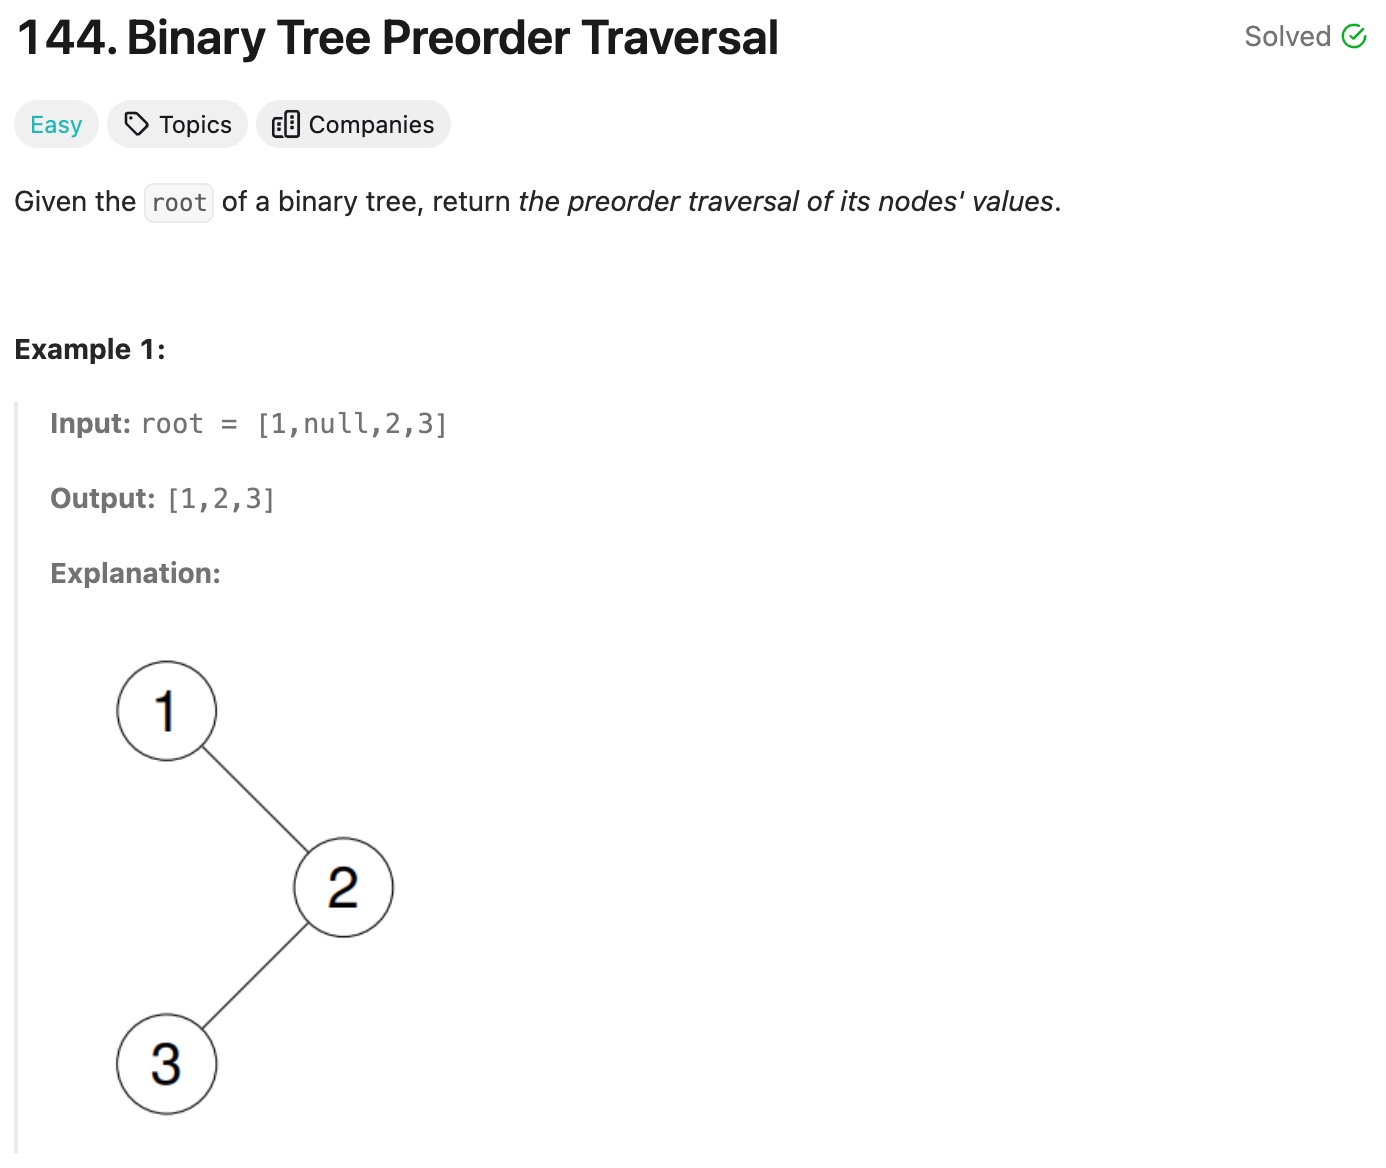 144. Binary Tree Preorder Traversal
Solved
Easy
Topics
Companies
Given the root of a binary tree, return the preorder traversal of its nodes' values.
Example 1:
Input: root = [1,null,2,3]
Output: [1,2,3]
Explanation:
1
2
3